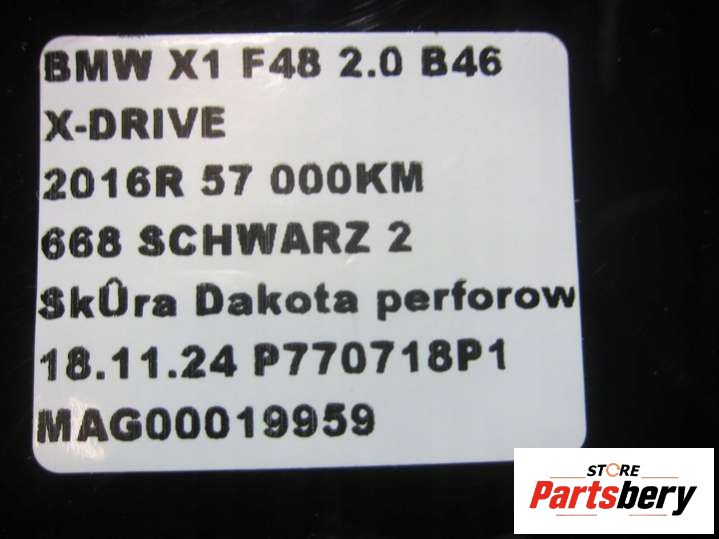 BMW X1 F48 2.0 B46
X-DRIVE
2016R 57 000KM
668 SCHWARZ 2
SkÛra Dakota perforow
18.11.24 P770718P1
MAG00019959
STORE
Partsbery